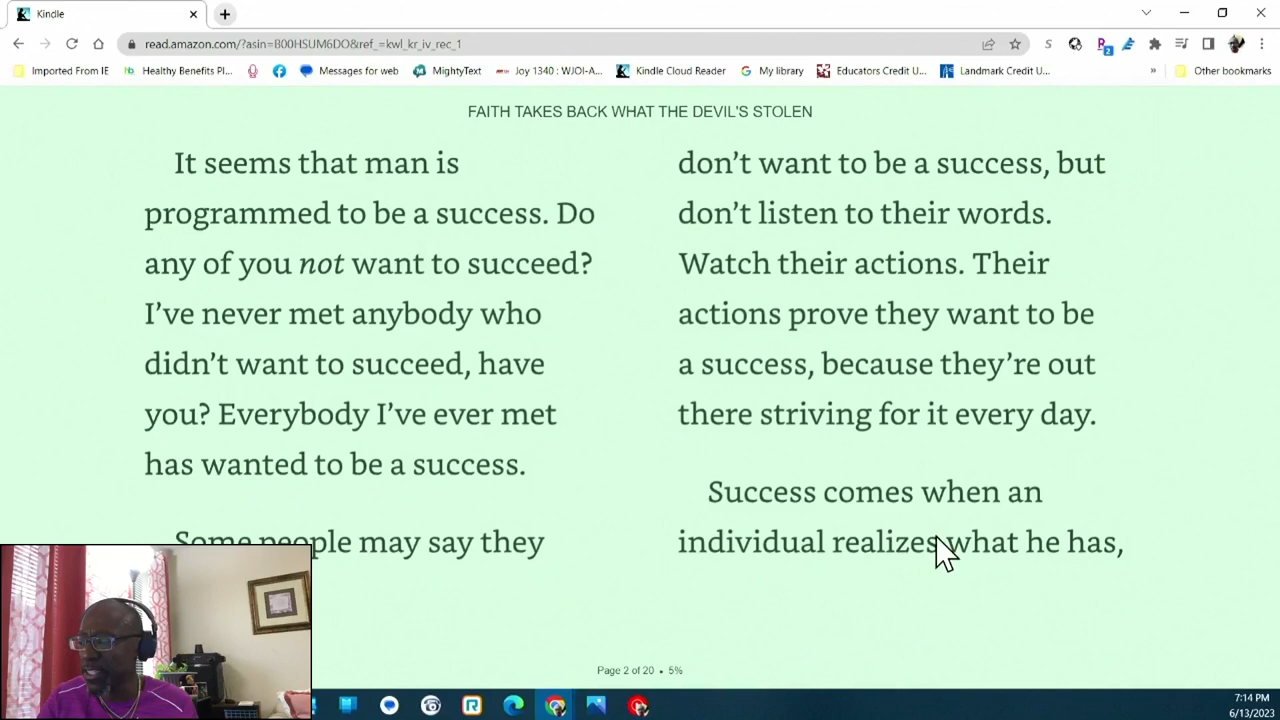 Kindle
read.amazon.com/?asin=B00HSUM6DO&ref_=kwl_kr_iv_rec_1
Imported From IE
Healthy Benefits Pl...
Messages for web
MightyText
Joy 1340 : WJOI-A...
Kindle Cloud Reader
My library
Educators Credit U...
Landmark Credit U...
»
Other bookmarks
FAITH TAKES BACK WHAT THE DEVIL'S STOLEN
It seems that man is
programmed to be a success. Do
any of you not want to succeed?
I've never met anybody who
didn't want to succeed, have
you? Everybody I've ever met
has wanted to be a success.
Some people may say they
don't want to be a success, but
don't listen to their words.
Watch their actions. Their
actions prove they want to be
a success, because they're out
there striving for it every day.
Success comes when an
individual realizes what he has,
Page 2 of 20 • 5%
7:14 PM
6/13/2023